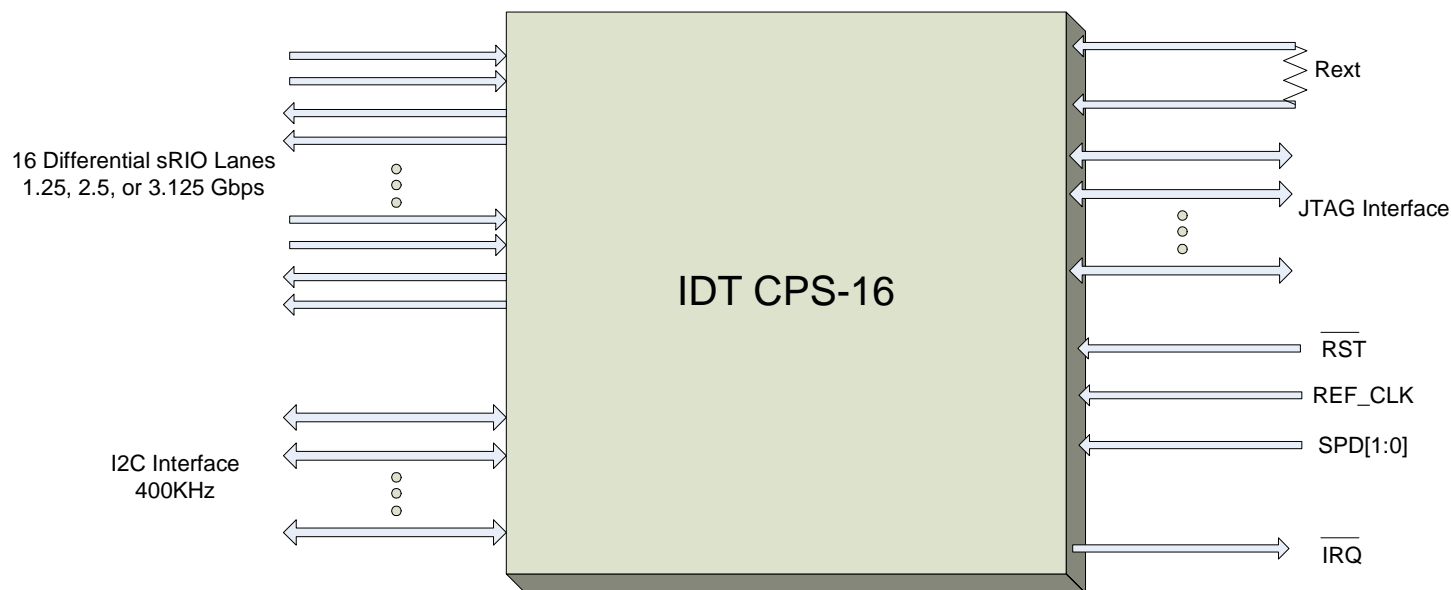 16 Differential sRIO Lanes
1.25, 2.5, or 3.125 Gbps
I2C Interface
400KHz
IDT CPS-16
Rext
JTAG Interface
RST
REF_CLK
SPD[1:0]
IRQ